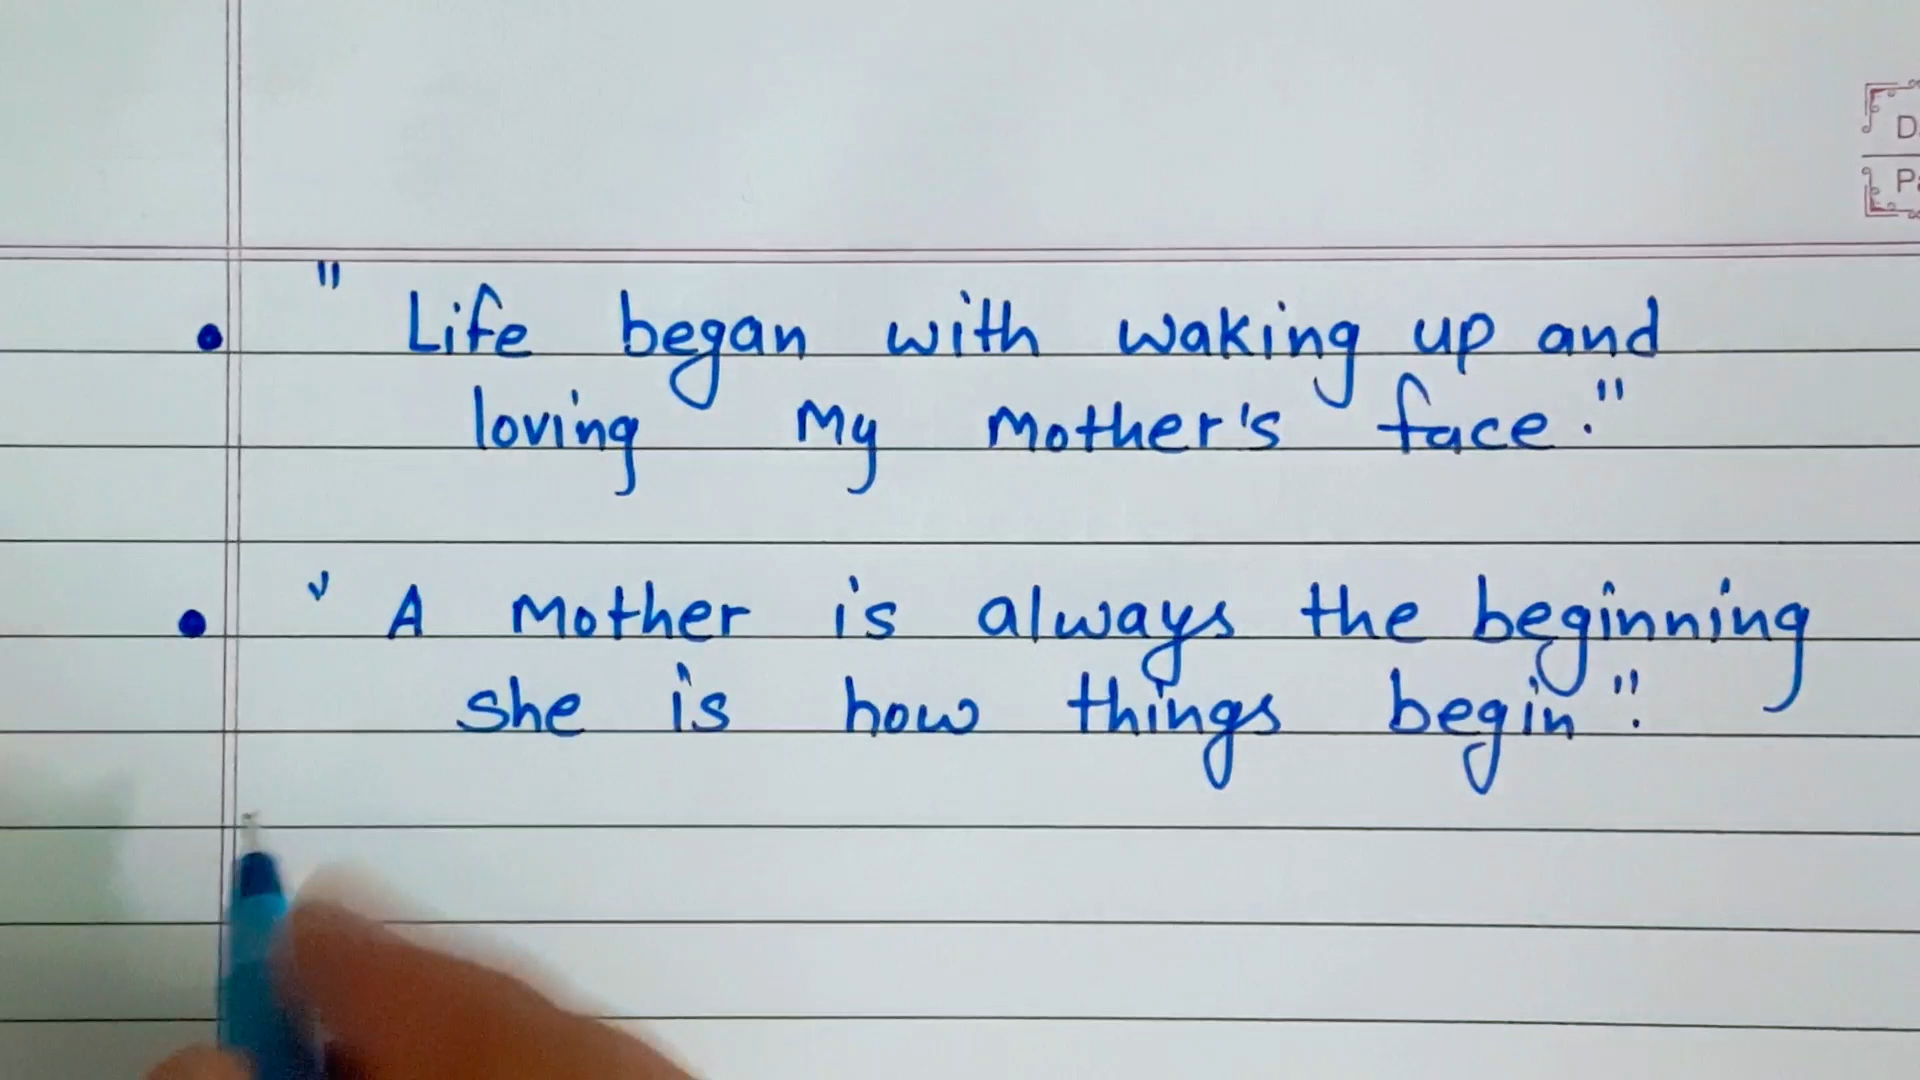 D
Pa
" Life began with waking up and
loving My Mother's face."
" A Mother is always the beginning
she is how things begin".